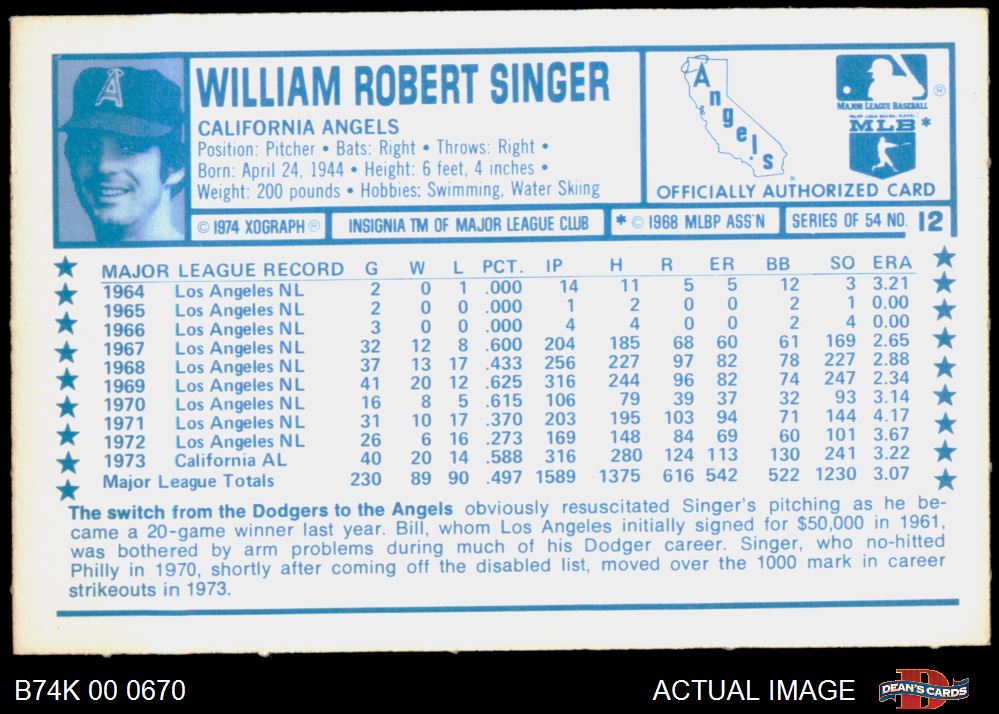 WILLIAM ROBERT SINGER
CALIFORNIA ANGELS
Position: Pitcher • Bats: Right • Throws: Right •
Born: April 24, 1944 • Height: 6 feet, 4 inches •
Weight: 200 pounds • Hobbies: Swimming, Water Skiing
A
Angels
®
MAJOR LEAGUE BASEBALL
MAJOR LEAGUE BASEBALL PLAYERS
MLB*
OFFICIALLY AUTHORIZED CARD
© 1974 XOGRAPH ® INSIGNIA TM OF MAJOR LEAGUE CLUB * © 1968 MLBP ASS'N SERIES OF 54 NO. 12
MAJOR LEAGUE RECORD G W L PCT. IP H R ER BB SO ERA
1964 Los Angeles NL 2 0 1 .000 14 11 5 5 12 3 3.21
1965 Los Angeles NL 2 0 0 .000 1 2 0 0 2 1 0.00
1966 Los Angeles NL 3 0 0 .000 4 4 0 0 2 4 0.00
1967 Los Angeles NL 32 12 8 .600 204 185 68 60 61 169 2.65
1968 Los Angeles NL 37 13 17 .433 256 227 97 82 78 227 2.88
1969 Los Angeles NL 41 20 12 .625 316 244 96 82 74 247 2.34
1970 Los Angeles NL 16 8 5 .615 106 79 39 37 32 93 3.14
1971 Los Angeles NL 31 10 17 .370 203 195 103 94 71 144 4.17
1972 Los Angeles NL 26 6 16 .273 169 148 84 69 60 101 3.67
1973 California AL 40 20 14 .588 316 280 124 113 130 241 3.22
Major League Totals 230 89 90 .497 1589 1375 616 542 522 1230 3.07
The switch from the Dodgers to the Angels obviously resuscitated Singer's pitching as he be-
came a 20-game winner last year. Bill, whom Los Angeles initially signed for $50,000 in 1961,
was bothered by arm problems during much of his Dodger career. Singer, who no-hitted
Philly in 1970, shortly after coming off the disabled list, moved over the 1000 mark in career
strikeouts in 1973.
B74K 00 0670
ACTUAL IMAGE
D
DEAN'S CARDS